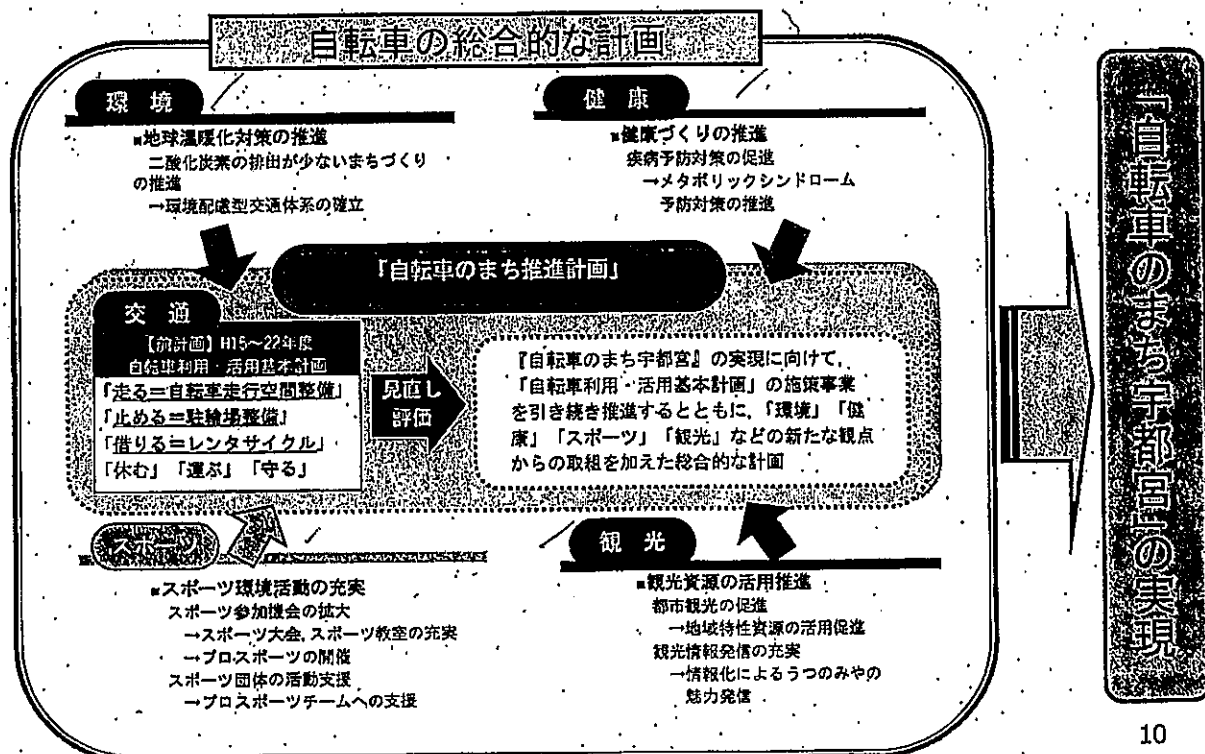 自転車の総合的な計画
環 境
■地球温暖化対策の推進
二酸化炭素の排出が少ないまちづくり
の推進
→環境配慮型交通体系の確立
健 康
■健康づくりの推進
疾病予防対策の促進
→メタボリックシンドローム
予防対策の推進
「自転車のまち推進計画」
交 通
【前計画】H15～22年度
自転車利用・活用基本計画
「走る＝自転車走行空間整備」
「止める＝駐輪場整備」
「借りる＝レンタサイクル」
「休む」「運ぶ」「守る」
見直し
評価
『自転車のまち宇都宮』の実現に向けて，
「自転車利用・活用基本計画」の施策事業
を引き続き推進するとともに，「環境」「健
康」「スポーツ」「観光」などの新たな観点
からの取組を加えた総合的な計画
スポーツ
■スポーツ環境活動の充実
スポーツ参加機会の拡大
→スポーツ大会，スポーツ教室の充実
→プロスポーツの開催
スポーツ団体の活動支援
→プロスポーツチームへの支援
観 光
■観光資源の活用推進
都市観光の促進
→地域特性資源の活用促進
観光情報発信の充実
→情報化によるうつのみやの
魅力発信
「自転車のまち宇都宮」の実現
10